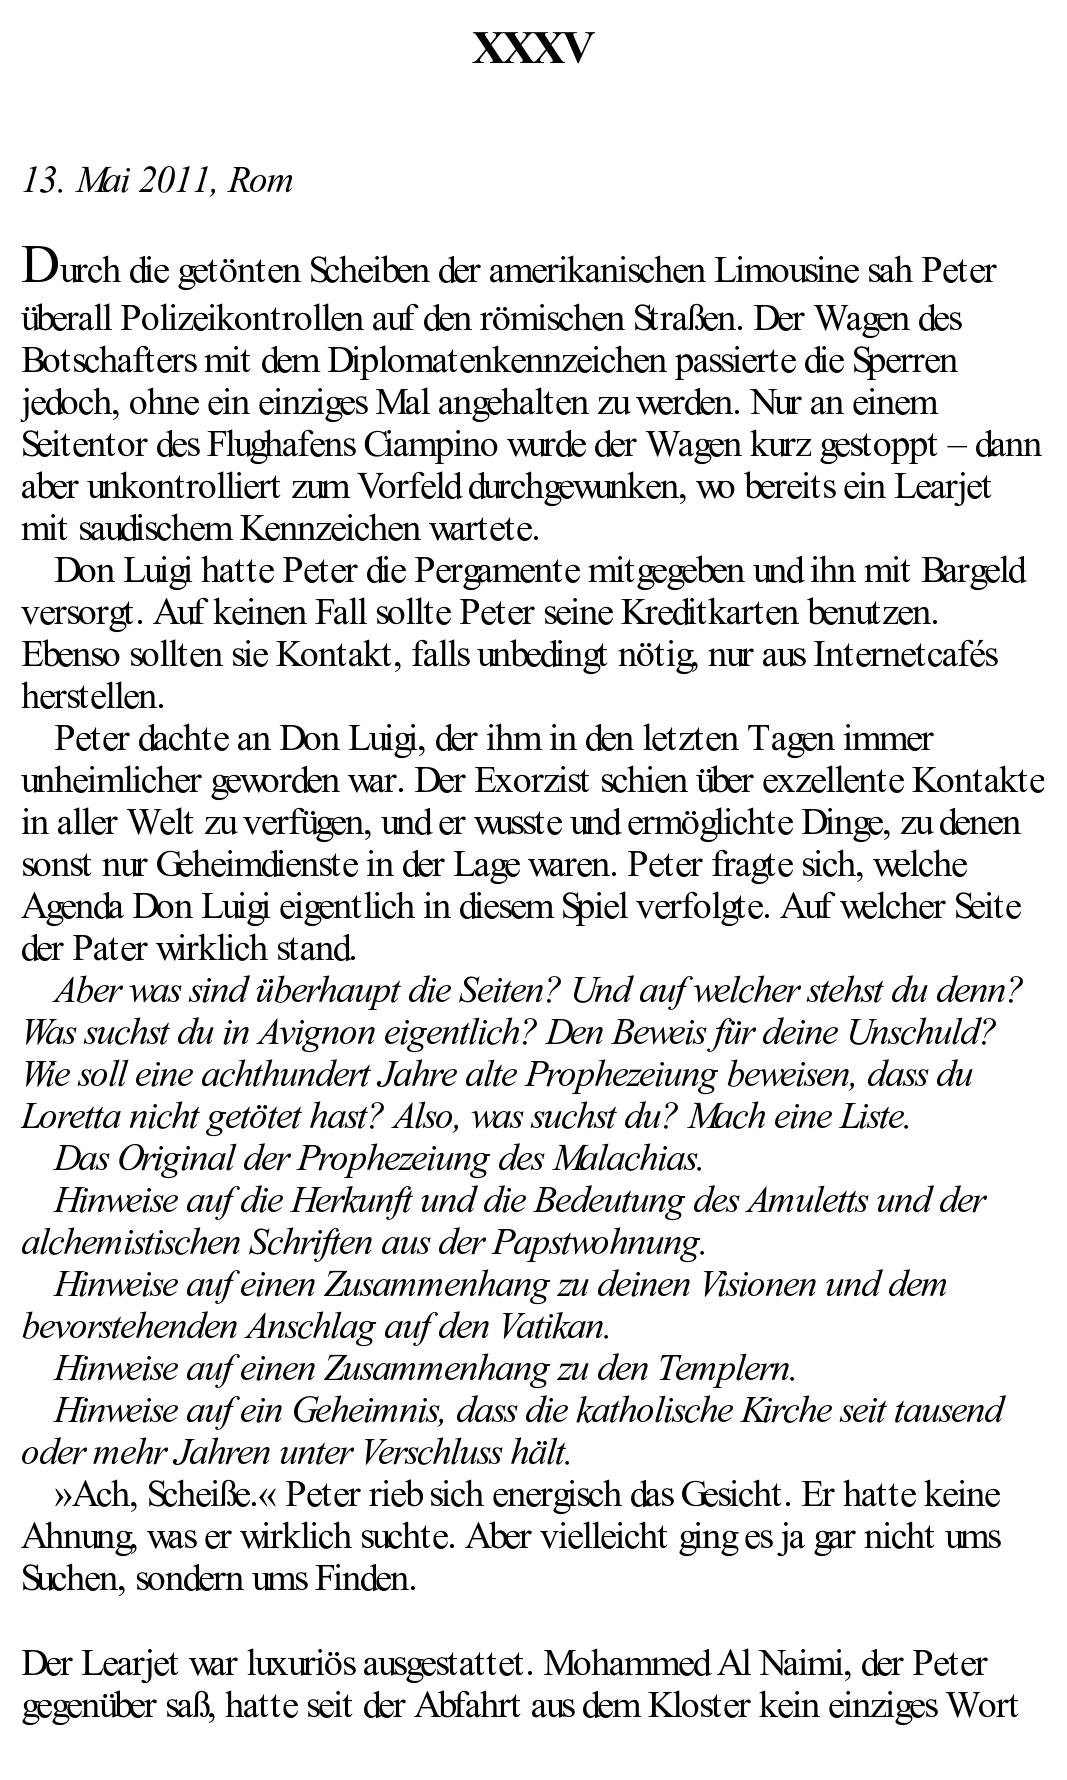 XXXV
13. Mai 2011, Rom
Durch die getönten Scheiben der amerikanischen Limousine sah Peter
überall Polizeikontrollen auf den römischen Straßen. Der Wagen des
Botschafters mit dem Diplomatenkennzeichen passierte die Sperren
jedoch, ohne ein einziges Mal angehalten zu werden. Nur an einem
Seitentor des Flughafens Ciampino wurde der Wagen kurz gestoppt – dann
aber unkontrolliert zum Vorfeld durchgewunken, wo bereits ein Learjet
mit saudischem Kennzeichen wartete.
Don Luigi hatte Peter die Pergamente mitgegeben und ihn mit Bargeld
versorgt. Auf keinen Fall sollte Peter seine Kreditkarten benutzen.
Ebenso sollten sie Kontakt, falls unbedingt nötig, nur aus Internetcafés
herstellen.
Peter dachte an Don Luigi, der ihm in den letzten Tagen immer
unheimlicher geworden war. Der Exorzist schien über exzellente Kontakte
in aller Welt zu verfügen, und er wusste und ermöglichte Dinge, zu denen
sonst nur Geheimdienste in der Lage waren. Peter fragte sich, welche
Agenda Don Luigi eigentlich in diesem Spiel verfolgte. Auf welcher Seite
der Pater wirklich stand.
Aber was sind überhaupt die Seiten? Und auf welcher stehst du denn?
Was suchst du in Avignon eigentlich? Den Beweis für deine Unschuld?
Wie soll eine achthundert Jahre alte Prophezeiung beweisen, dass du
Loretta nicht getötet hast? Also, was suchst du? Mach eine Liste.
Das Original der Prophezeiung des Malachias.
Hinweise auf die Herkunft und die Bedeutung des Amuletts und der
alchemistischen Schriften aus der Papstwohnung.
Hinweise auf einen Zusammenhang zu deinen Visionen und dem
bevorstehenden Anschlag auf den Vatikan.
Hinweise auf einen Zusammenhang zu den Templern.
Hinweise auf ein Geheimnis, dass die katholische Kirche seit tausend
oder mehr Jahren unter Verschluss hält.
»Ach, Scheiße.« Peter rieb sich energisch das Gesicht. Er hatte keine
Ahnung, was er wirklich suchte. Aber vielleicht ging es ja gar nicht ums
Suchen, sondern ums Finden.
Der Learjet war luxuriös ausgestattet. Mohammed Al Naimi, der Peter
gegenüber saß, hatte seit der Abfahrt aus dem Kloster kein einziges Wort